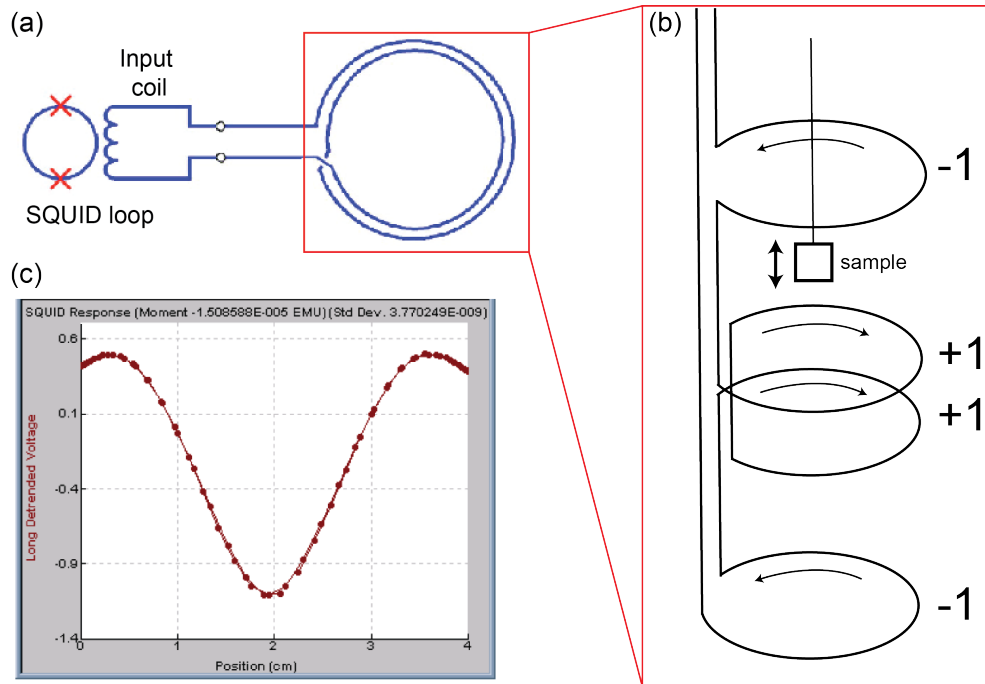 (a)
Input
coil
SQUID loop
(b)
-1
sample
+1
+1
-1
(c)
SQUID Response (Moment -1.508588E-005 EMU)(Std Dev. 3.770249E-009)
Long Detrended Voltage
0.6
0.1
-0.4
-0.9
-1.4
0 1 2 3 4
Position (cm)